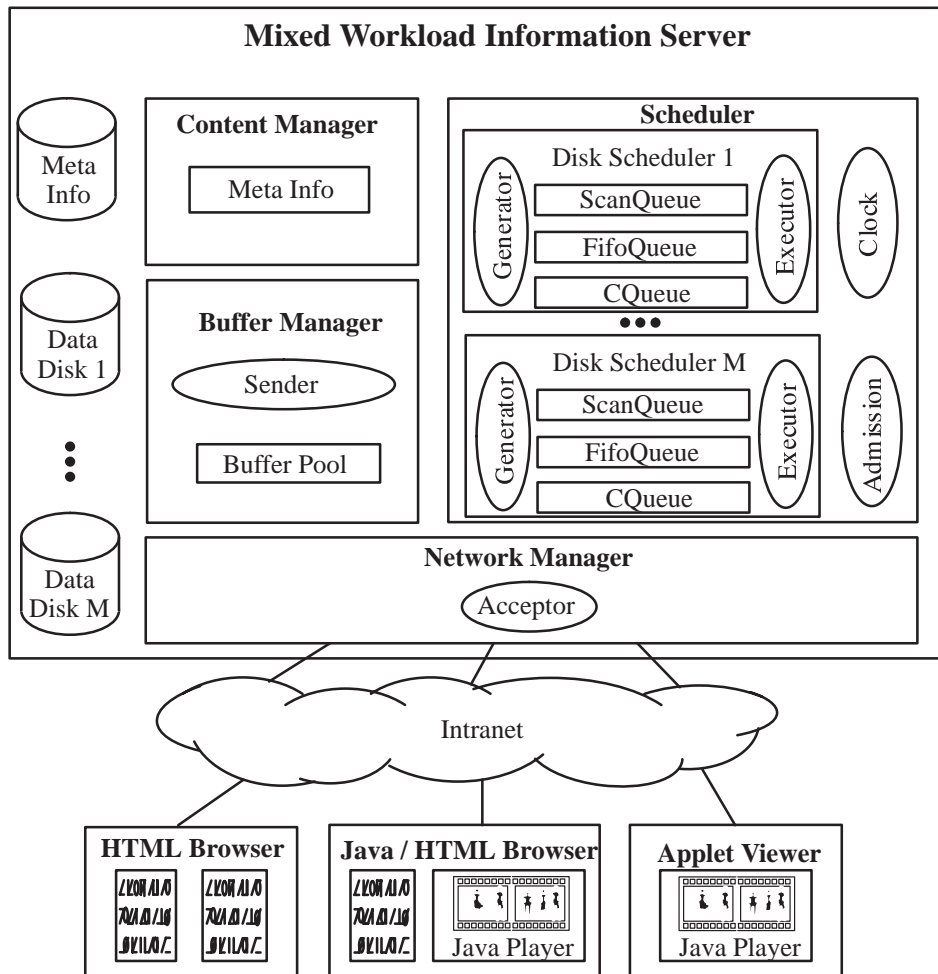 Mixed Workload Information Server
Meta
Info
Data
Disk 1
Data
Disk M
Content Manager
Meta Info
Buffer Manager
Sender
Buffer Pool
Scheduler
Disk Scheduler 1
Generator
ScanQueue
FifoQueue
CQueue
Executor
Clock
Disk Scheduler M
Generator
ScanQueue
FifoQueue
CQueue
Executor
Admission
Network Manager
Acceptor
Intranet
HTML Browser
Java / HTML Browser
Java Player
Applet Viewer
Java Player